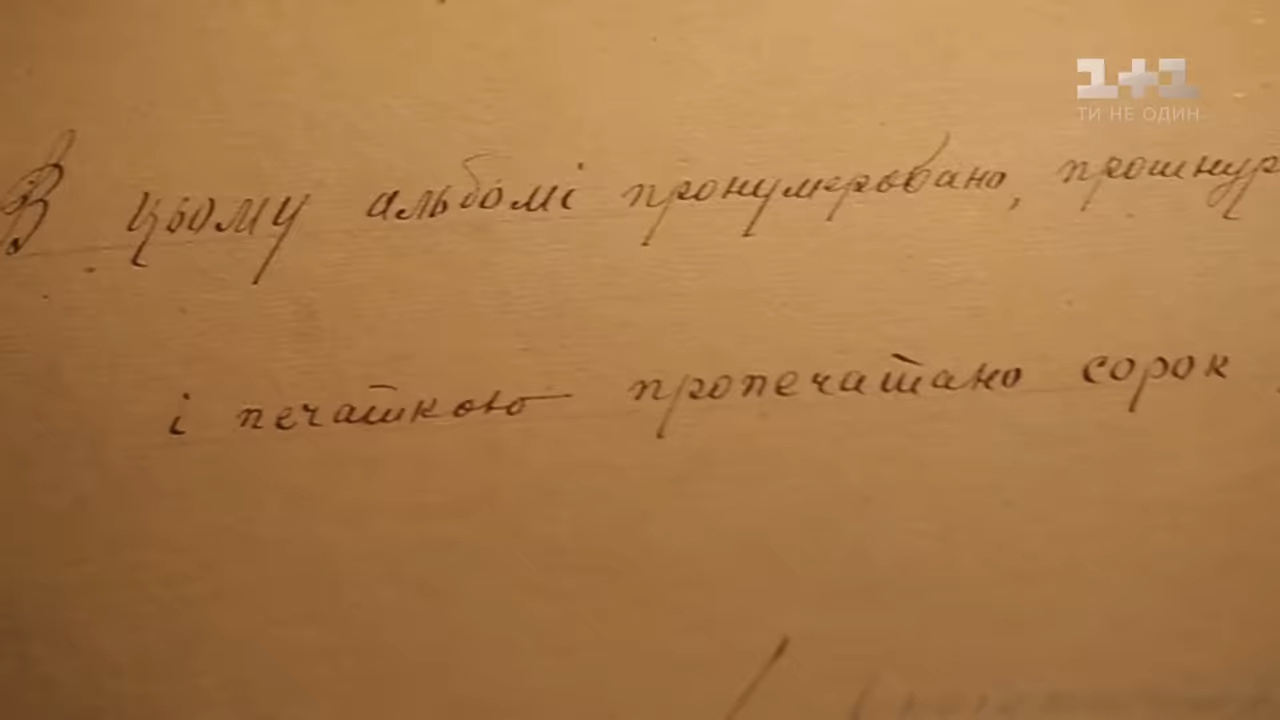 1+1
ТИ НЕ ОДИН
В цьому альбомі пронумеровано, прошнур
і печаткою пропечатано сорок